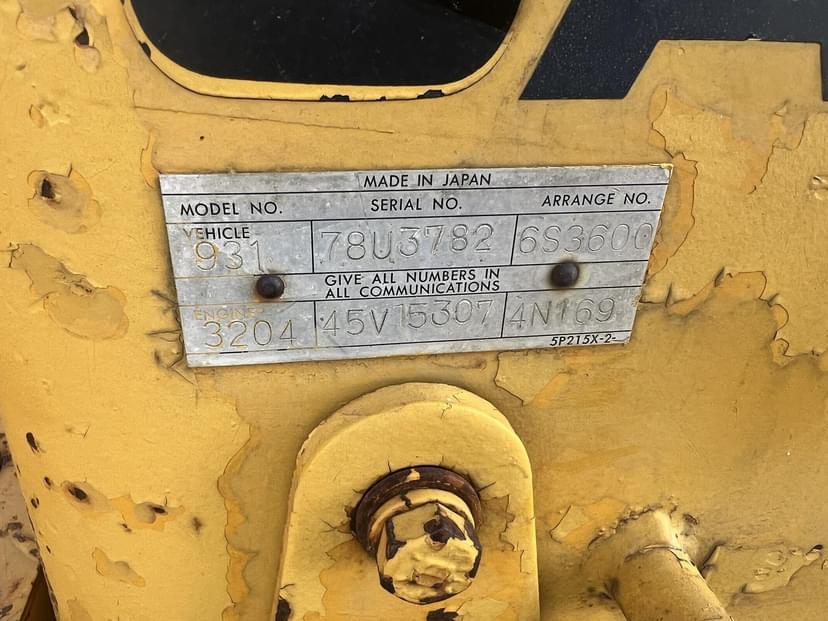 MADE IN JAPAN
MODEL NO. SERIAL NO. ARRANGE NO.
VEHICLE
931 78U3782 6S3600
GIVE ALL NUMBERS IN
ALL COMMUNICATIONS
ENGINE
3204 45V15307 4N169
5P215X-2-